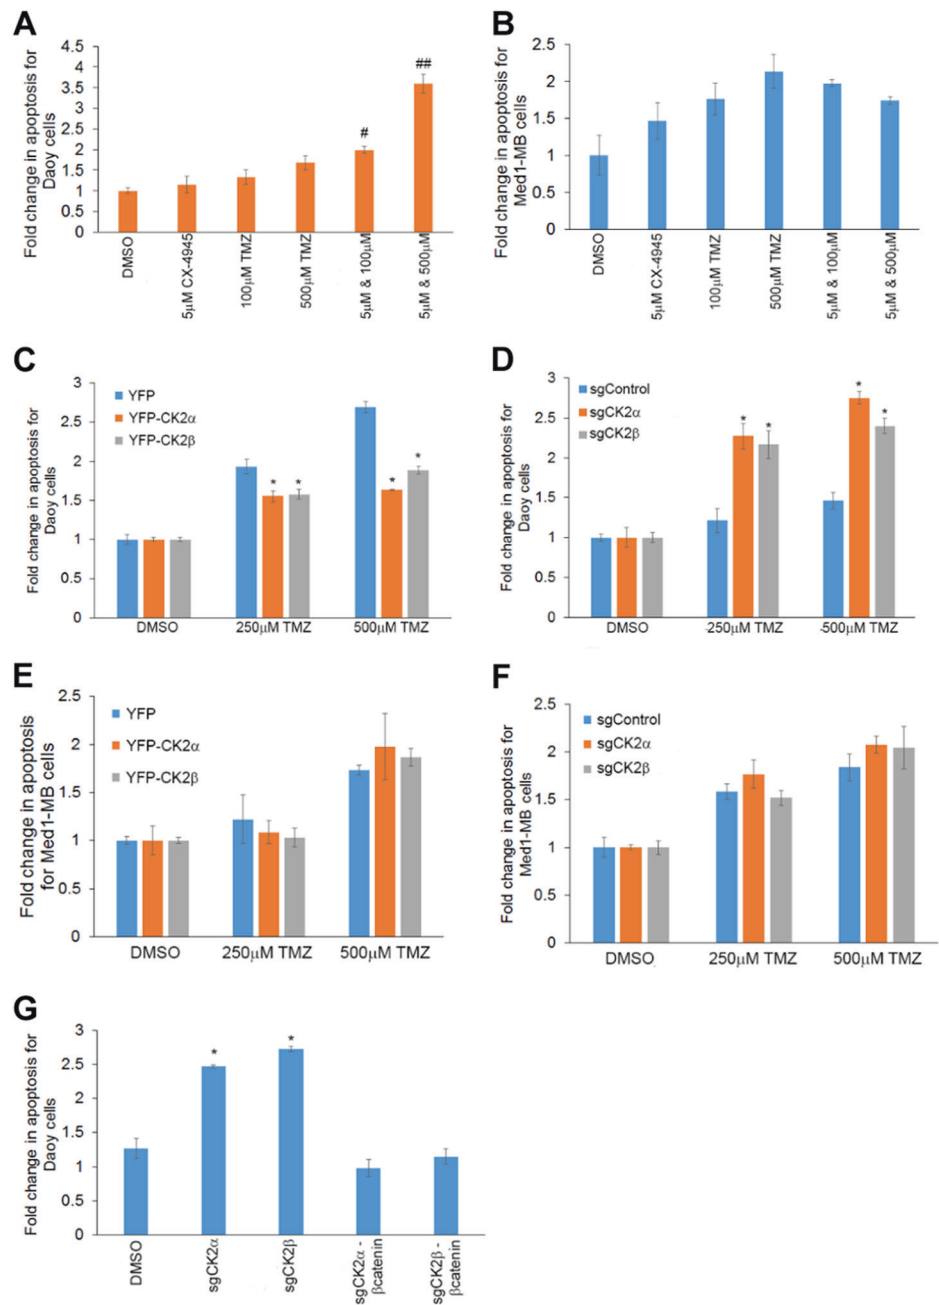 A
Fold change in apoptosis for
Daoy cells
4.5
4
3.5
3
2.5
2
1.5
1
0.5
0
#
##
DMSO
5μM CX-4945
100μM TMZ
500μM TMZ
5μM & 100μM
5μM & 500μM
B
Fold change in apoptosis for
Med1-MB cells
2.5
2
1.5
1
0.5
0
DMSO
5μM CX-4945
100μM TMZ
500μM TMZ
5μM & 100μM
5μM & 500μM
C
Fold change in apoptosis for
Daoy cells
3
2.5
2
1.5
1
0.5
0
YFP
YFP-CK2α
YFP-CK2β
* *
* *
DMSO
250μM TMZ
500μM TMZ
D
Fold change in apoptosis for
Daoy cells
3
2.5
2
1.5
1
0.5
0
sgControl
sgCK2α
sgCK2β
* *
* *
DMSO
-250μM TMZ
-500μM TMZ
E
Fold change in apoptosis
for Med1-MB cells
2.5
2
1.5
1
0.5
0
YFP
YFP-CK2α
YFP-CK2β
DMSO
250μM TMZ
500μM TMZ
F
Fold change in apoptosis for
Med1-MB cells
2.5
2
1.5
1
0.5
0
sgControl
sgCK2α
sgCK2β
DMSO
250μM TMZ
500μM TMZ
G
Fold change in apoptosis for
Daoy cells
3
2.5
2
1.5
1
0.5
0
* *
DMSO
sgCK2α
sgCK2β
sgCK2α -
βcatenin
sgCK2β -
βcatenin